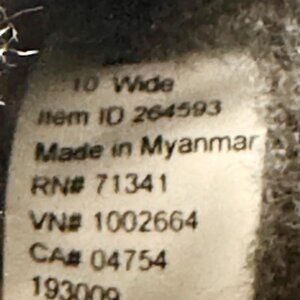 10 Wide
Item ID 264593
Made in Myanmar
RN# 71341
VN# 1002664
CA# 04754
193009